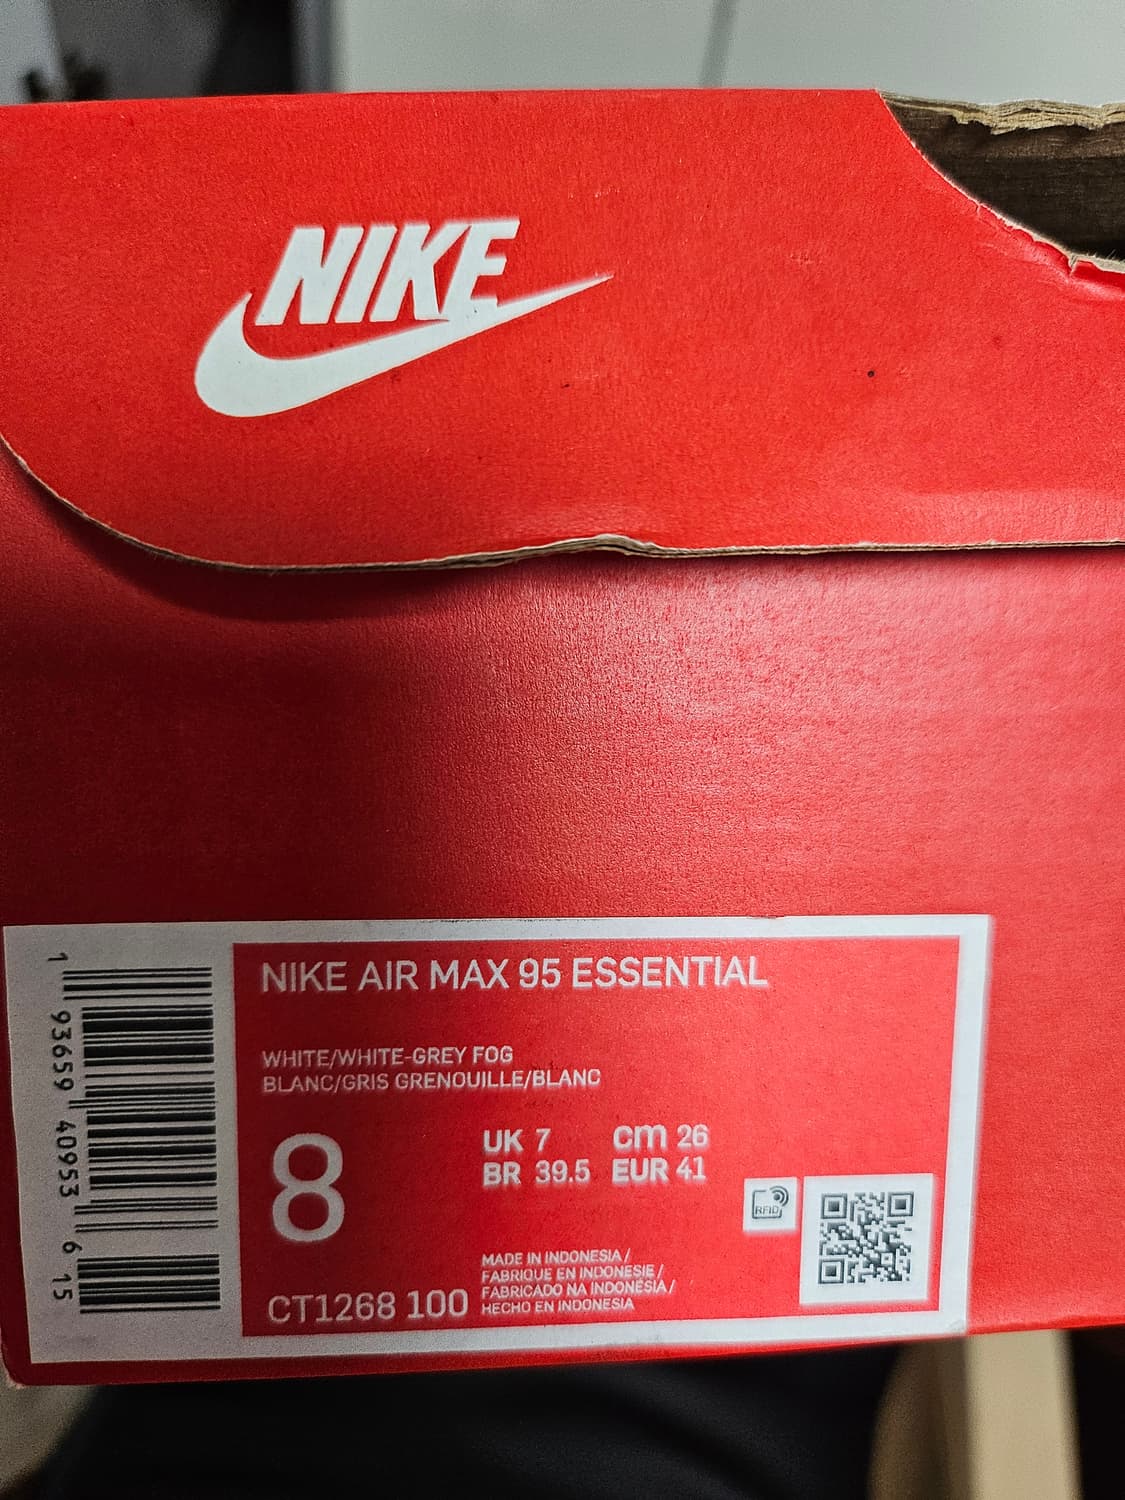 NIKE
NIKE AIR MAX 95 ESSENTIAL
WHITE/WHITE-GREY FOG
BLANC/GRIS GRENOUILLE/BLANC
8
UK 7 cm 26
BR 39.5 EUR 41
RFID
MADE IN INDONESIA /
FABRIQUE EN INDONESIE /
FABRICADO NA INDONESIA /
HECHO EN INDONESIA
CT1268 100
1 93659 40953 6 15